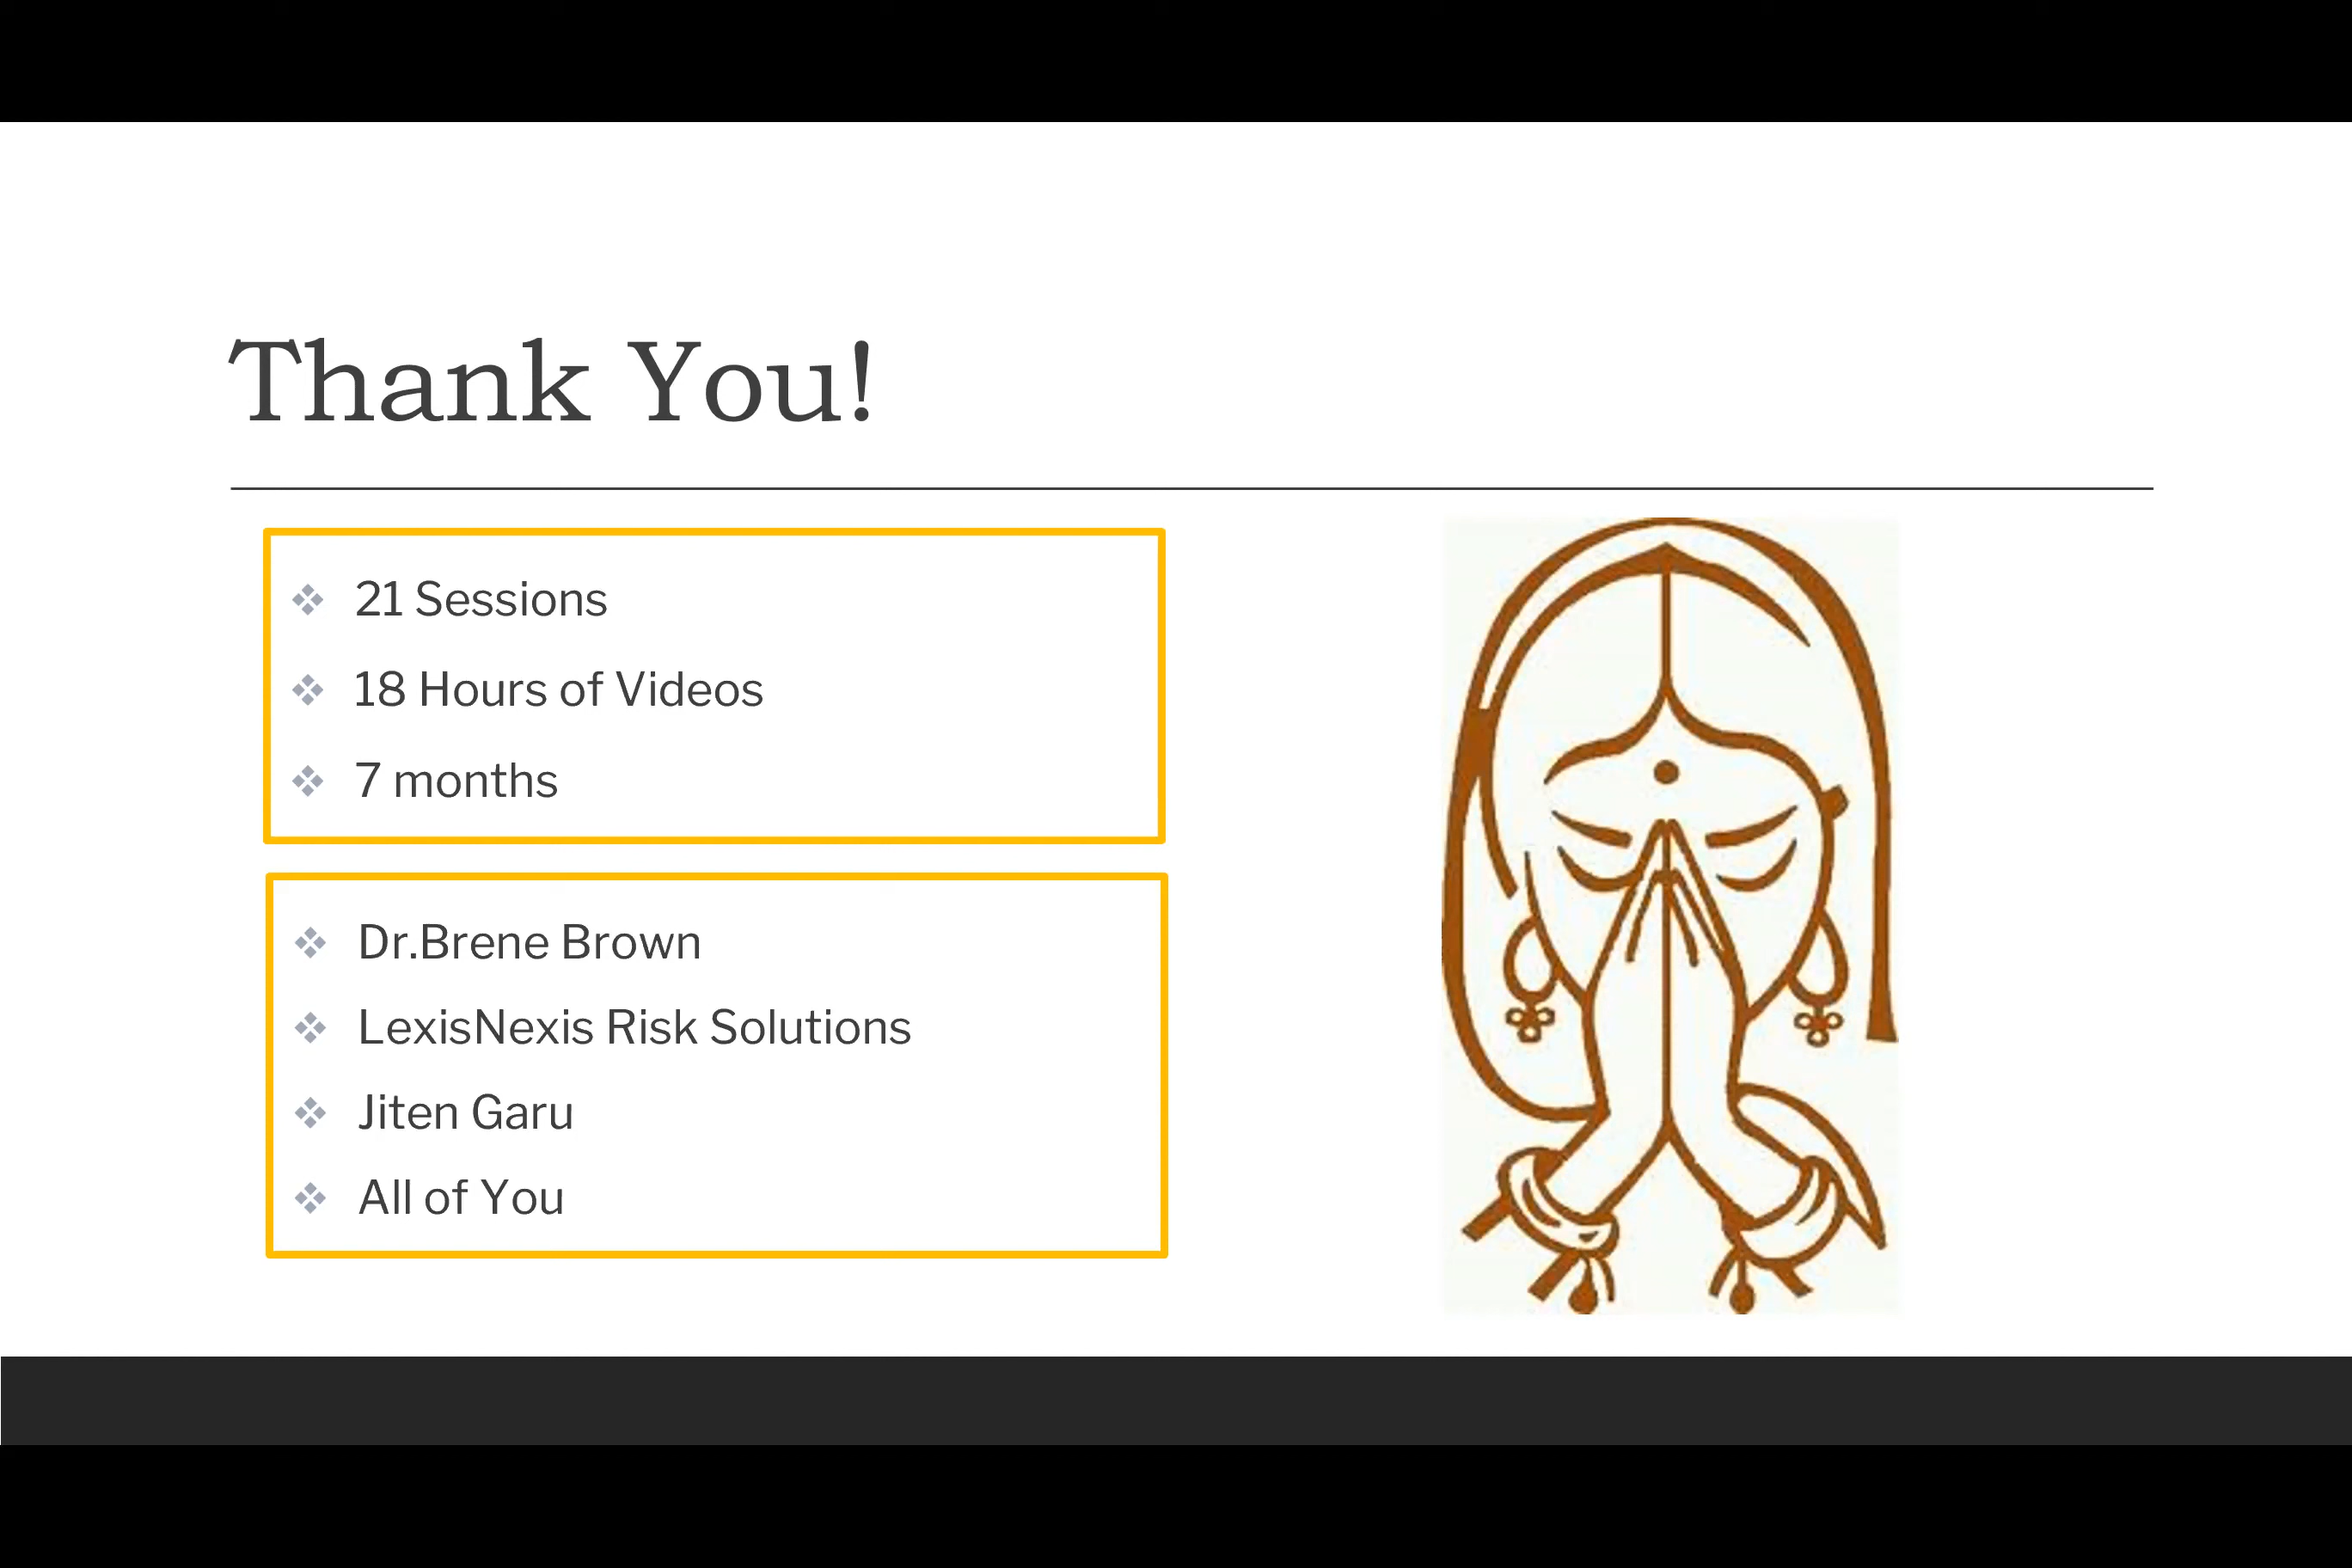 Thank You!
21 Sessions
18 Hours of Videos
7 months
Dr.Brene Brown
LexisNexis Risk Solutions
Jiten Garu
All of You